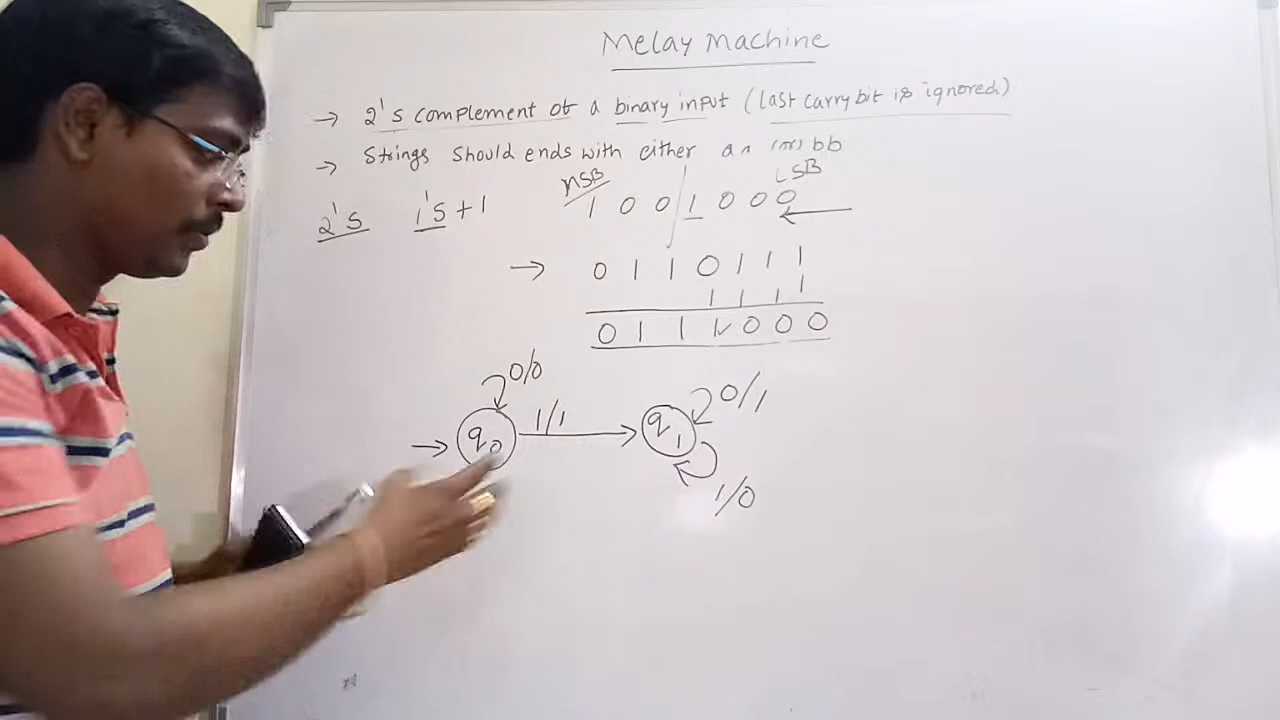 Melay Machine
→ 2's complement of a binary input (last carry bit is ignored)
→ Strings should ends with either aa (or) bb
MSB LSB
2's 1's + 1 1 0 0 1 0 0 0
→ 0 1 1 0 1 1 1
1 1 1 1
0 1 1 1 0 0 0
0/0
1/1 0/1
→ q0 q1
1/0